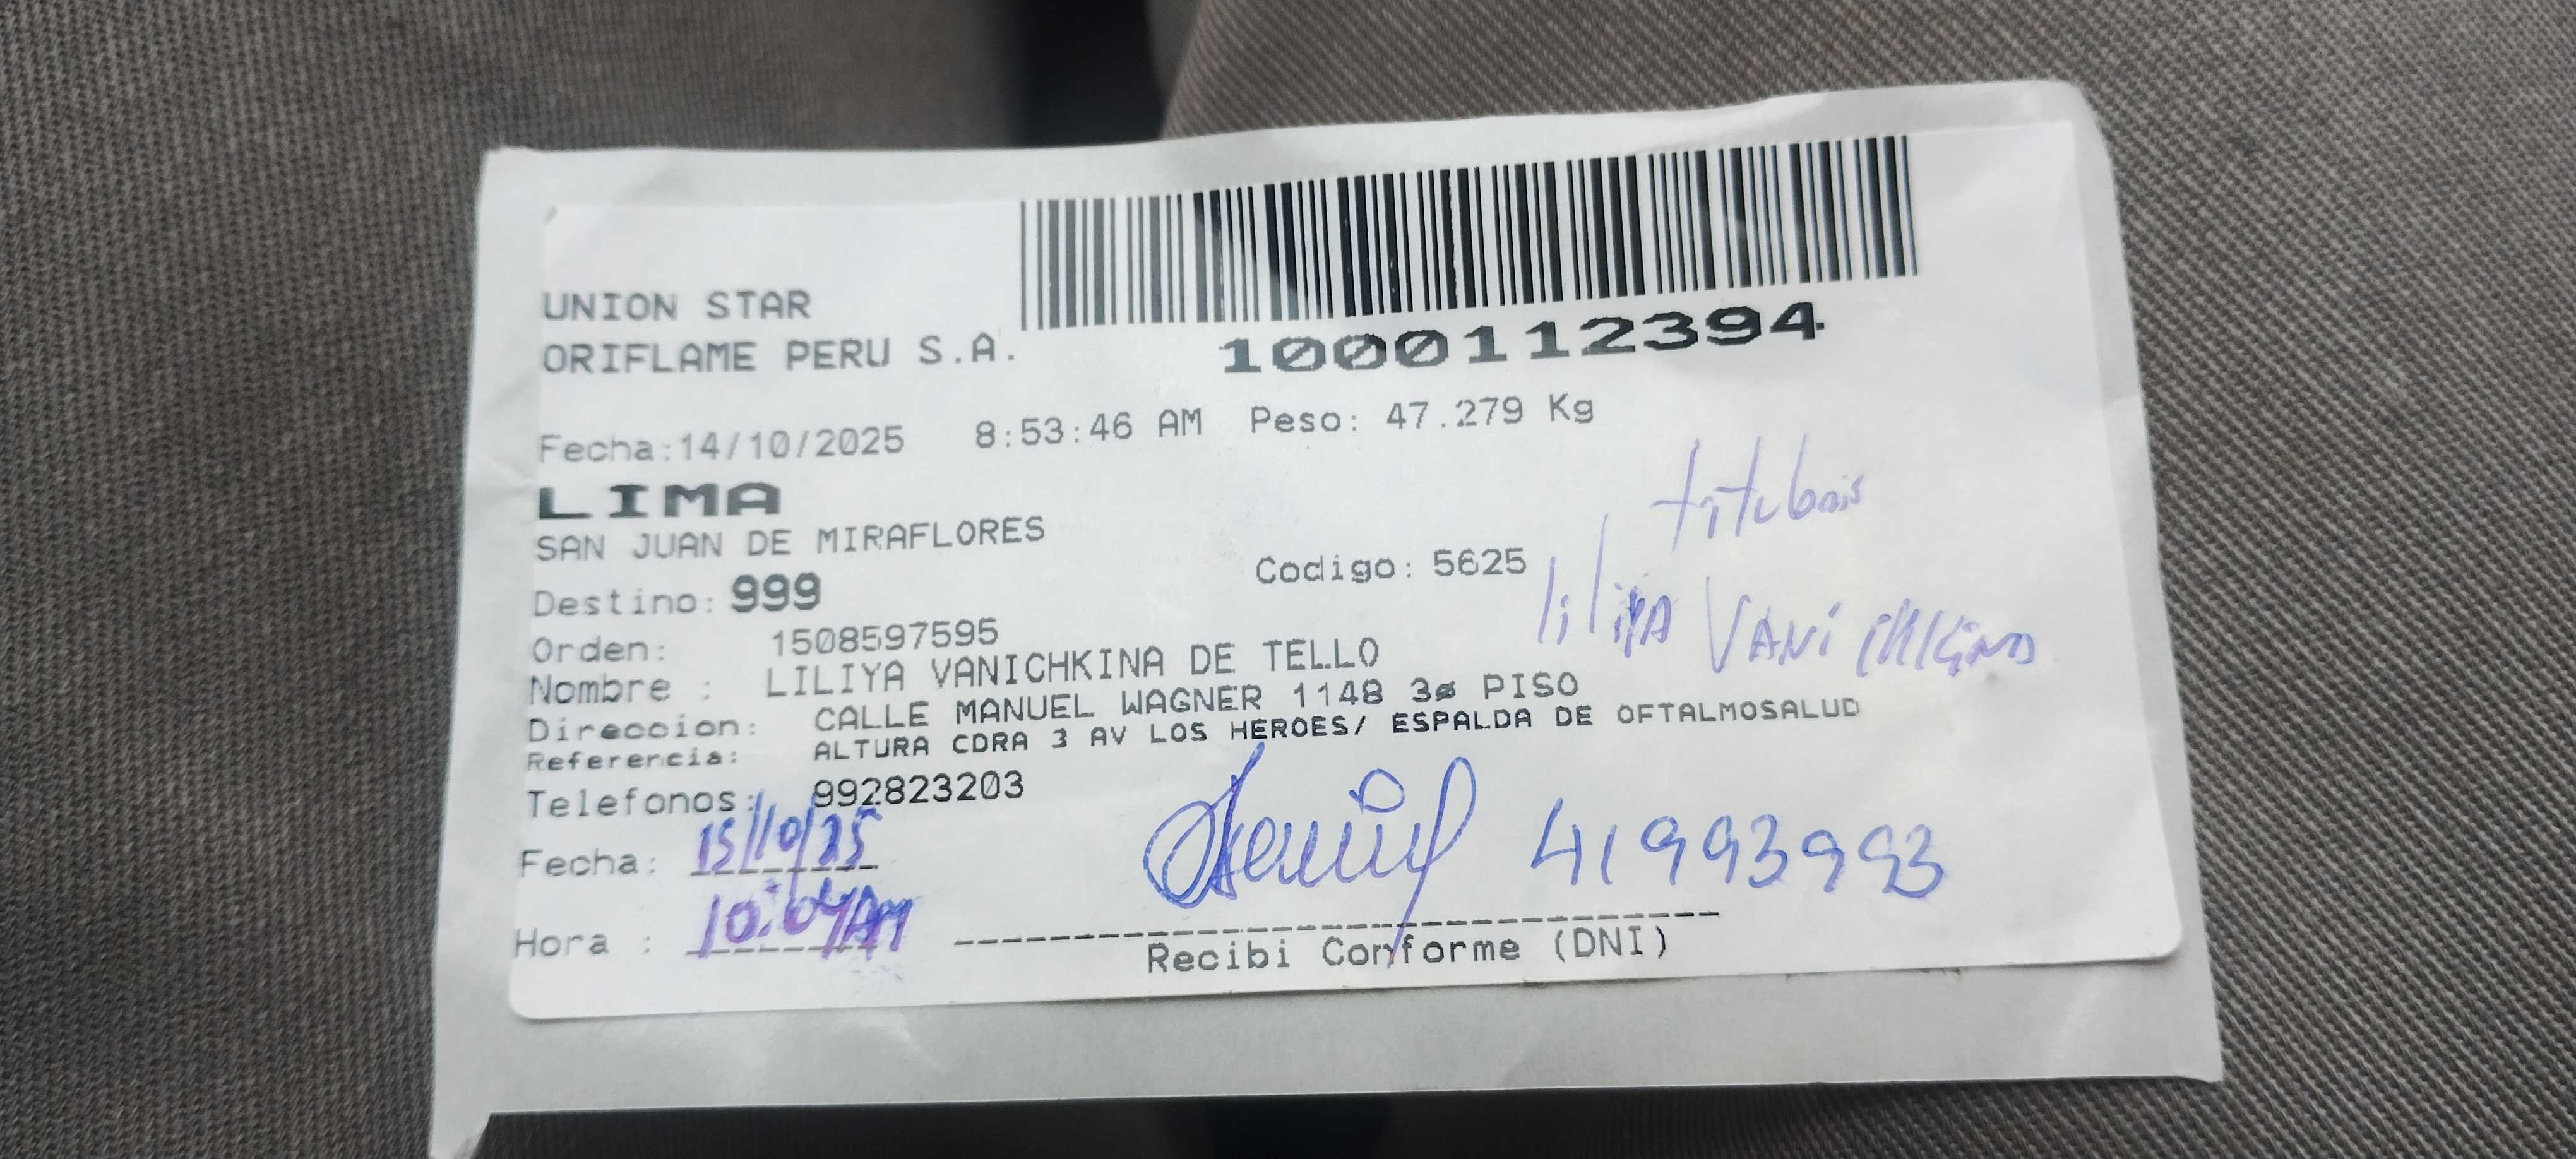 UNION STAR
ORIFLAME PERU S.A.
1000112394
Fecha:14/10/2025 8:53:46 AM Peso: 47.279 Kg
LIMA
SAN JUAN DE MIRAFLORES
Destino: 999 Codigo: 5625
Orden: 1508597595
Nombre : LILIYA VANICHKINA DE TELLO
Direccion: CALLE MANUEL WAGNER 1148 3ø PISO
Referencia: ALTURA CDRA 3 AV LOS HEROES/ ESPALDA DE OFTALMOSALUD
Telefonos: 992823203
Fecha: 15/10/25
Hora : 10:04AM
41993993
Recibi Conforme (DNI)
liliya